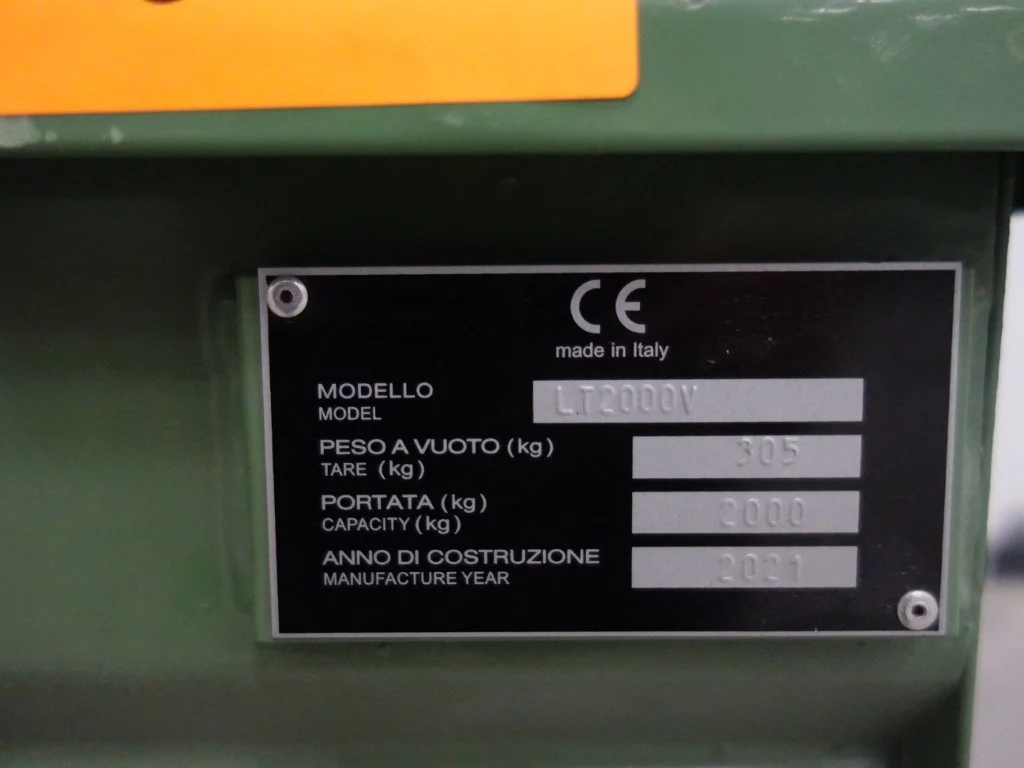 CE
made in Italy
MODELLO
MODEL
LT2000V
PESO A VUOTO (kg)
TARE (kg)
305
PORTATA (kg)
CAPACITY (kg)
2000
ANNO DI COSTRUZIONE
MANUFACTURE YEAR
2021